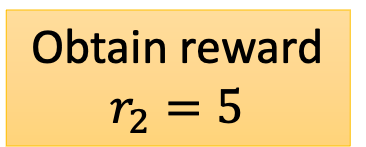 Obtain reward
r₂ = 5